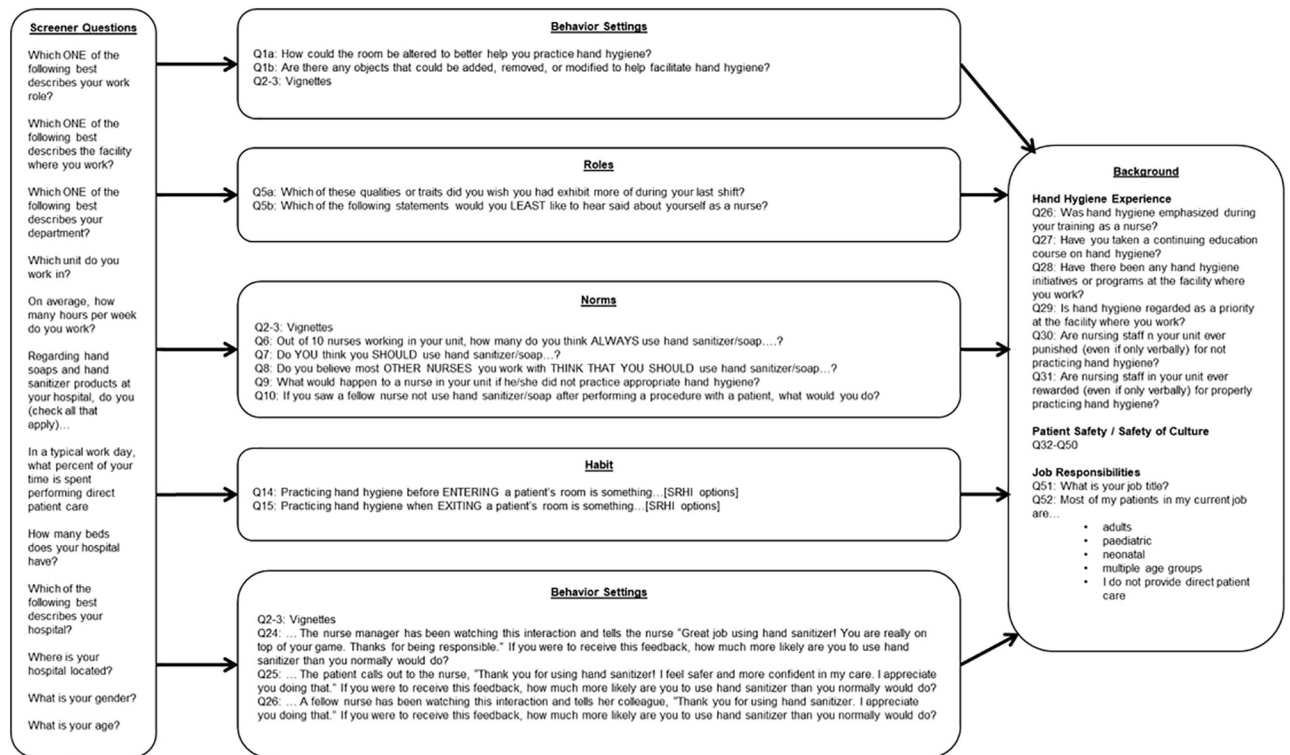 Screener Questions
Which ONE of the
following best
describes your work
role?
Which ONE of the
following best
describes the facility
where you work?
Which ONE of the
following best
describes your
department?
Which unit do you
work in?
On average, how
many hours per week
do you work?
Regarding hand
soaps and hand
sanitizer products at
your hospital, do you
(check all that
apply)...
In a typical work day,
what percent of your
time is spent
performing direct
patient care
How many beds
does your hospital
have?
Which of the
following best
describes your
hospital?
Where is your
hospital located?
What is your gender?
What is your age?
Behavior Settings
Q1a: How could the room be altered to better help you practice hand hygiene?
Q1b: Are there any objects that could be added, removed, or modified to help facilitate hand hygiene?
Q2-3: Vignettes
Roles
Q5a: Which of these qualities or traits did you wish you had exhibit more of during your last shift?
Q5b: Which of the following statements would you LEAST like to hear said about yourself as a nurse?
Norms
Q2-3: Vignettes
Q6: Out of 10 nurses working in your unit, how many do you think ALWAYS use hand sanitizer/soap....?
Q7: Do YOU think you SHOULD use hand sanitizer/soap...?
Q8: Do you believe most OTHER NURSES you work with THINK THAT YOU SHOULD use hand sanitizer/soap...?
Q9: What would happen to a nurse in your unit if he/she did not practice appropriate hand hygiene?
Q10: If you saw a fellow nurse not use hand sanitizer/soap after performing a procedure with a patient, what would you do?
Habit
Q14: Practicing hand hygiene before ENTERING a patient's room is something...[SRHI options]
Q15: Practicing hand hygiene when EXITING a patient's room is something...[SRHI options]
Behavior Settings
Q2-3: Vignettes
Q24: ... The nurse manager has been watching this interaction and tells the nurse "Great job using hand sanitizer! You are really on
top of your game. Thanks for being responsible." If you were to receive this feedback, how much more likely are you to use hand
sanitizer than you normally would do?
Q25: ... The patient calls out to the nurse, "Thank you for using hand sanitizer! I feel safer and more confident in my care. I appreciate
you doing that." If you were to receive this feedback, how much more likely are you to use hand sanitizer than you normally would do?
Q26: ... A fellow nurse has been watching this interaction and tells her colleague, "Thank you for using hand sanitizer. I appreciate
you doing that." If you were to receive this feedback, how much more likely are you to use hand sanitizer than you normally would do?
Background
Hand Hygiene Experience
Q26: Was hand hygiene emphasized during
your training as a nurse?
Q27: Have you taken a continuing education
course on hand hygiene?
Q28: Have there been any hand hygiene
initiatives or programs at the facility where
you work?
Q29: Is hand hygiene regarded as a priority
at the facility where you work?
Q30: Are nursing staff n your unit ever
punished (even if only verbally) for not
practicing hand hygiene?
Q31: Are nursing staff in your unit ever
rewarded (even if only verbally) for properly
practicing hand hygiene?
Patient Safety / Safety of Culture
Q32-Q50
Job Responsibilities
Q51: What is your job title?
Q52: Most of my patients in my current job
are...
• adults
• paediatric
• neonatal
• multiple age groups
• I do not provide direct patient
care